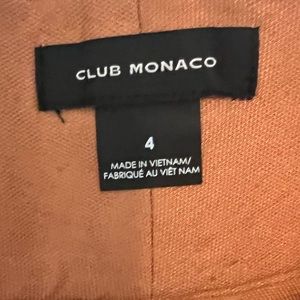 CLUB MONACO
4
MADE IN VIETNAM/
FABRIQUÉ AU VIÊT NAM